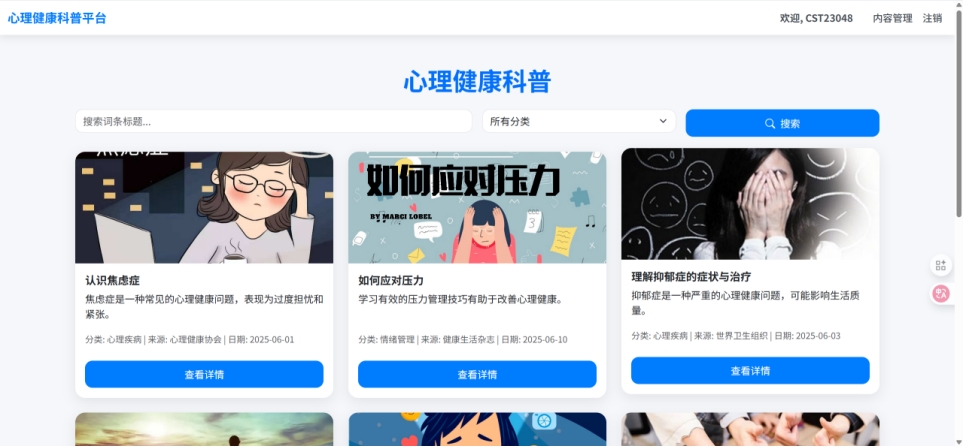 心理健康科普平台
欢迎, CST23048 内容管理 注销
心理健康科普
搜索词条标题... 所有分类 搜索
焦虑症
如何应对压力
BY MARCI LOBEL
3
认识焦虑症
焦虑症是一种常见的心理健康问题，表现为过度担忧和
紧张。
分类: 心理疾病 | 来源: 心理健康协会 | 日期: 2025-06-01
查看详情
如何应对压力
学习有效的压力管理技巧有助于改善心理健康。
分类: 情绪管理 | 来源: 健康生活杂志 | 日期: 2025-06-10
查看详情
理解抑郁症的症状与治疗
抑郁症是一种严重的心理健康问题，可能影响生活质
量。
分类: 心理疾病 | 来源: 世界卫生组织 | 日期: 2025-06-03
查看详情